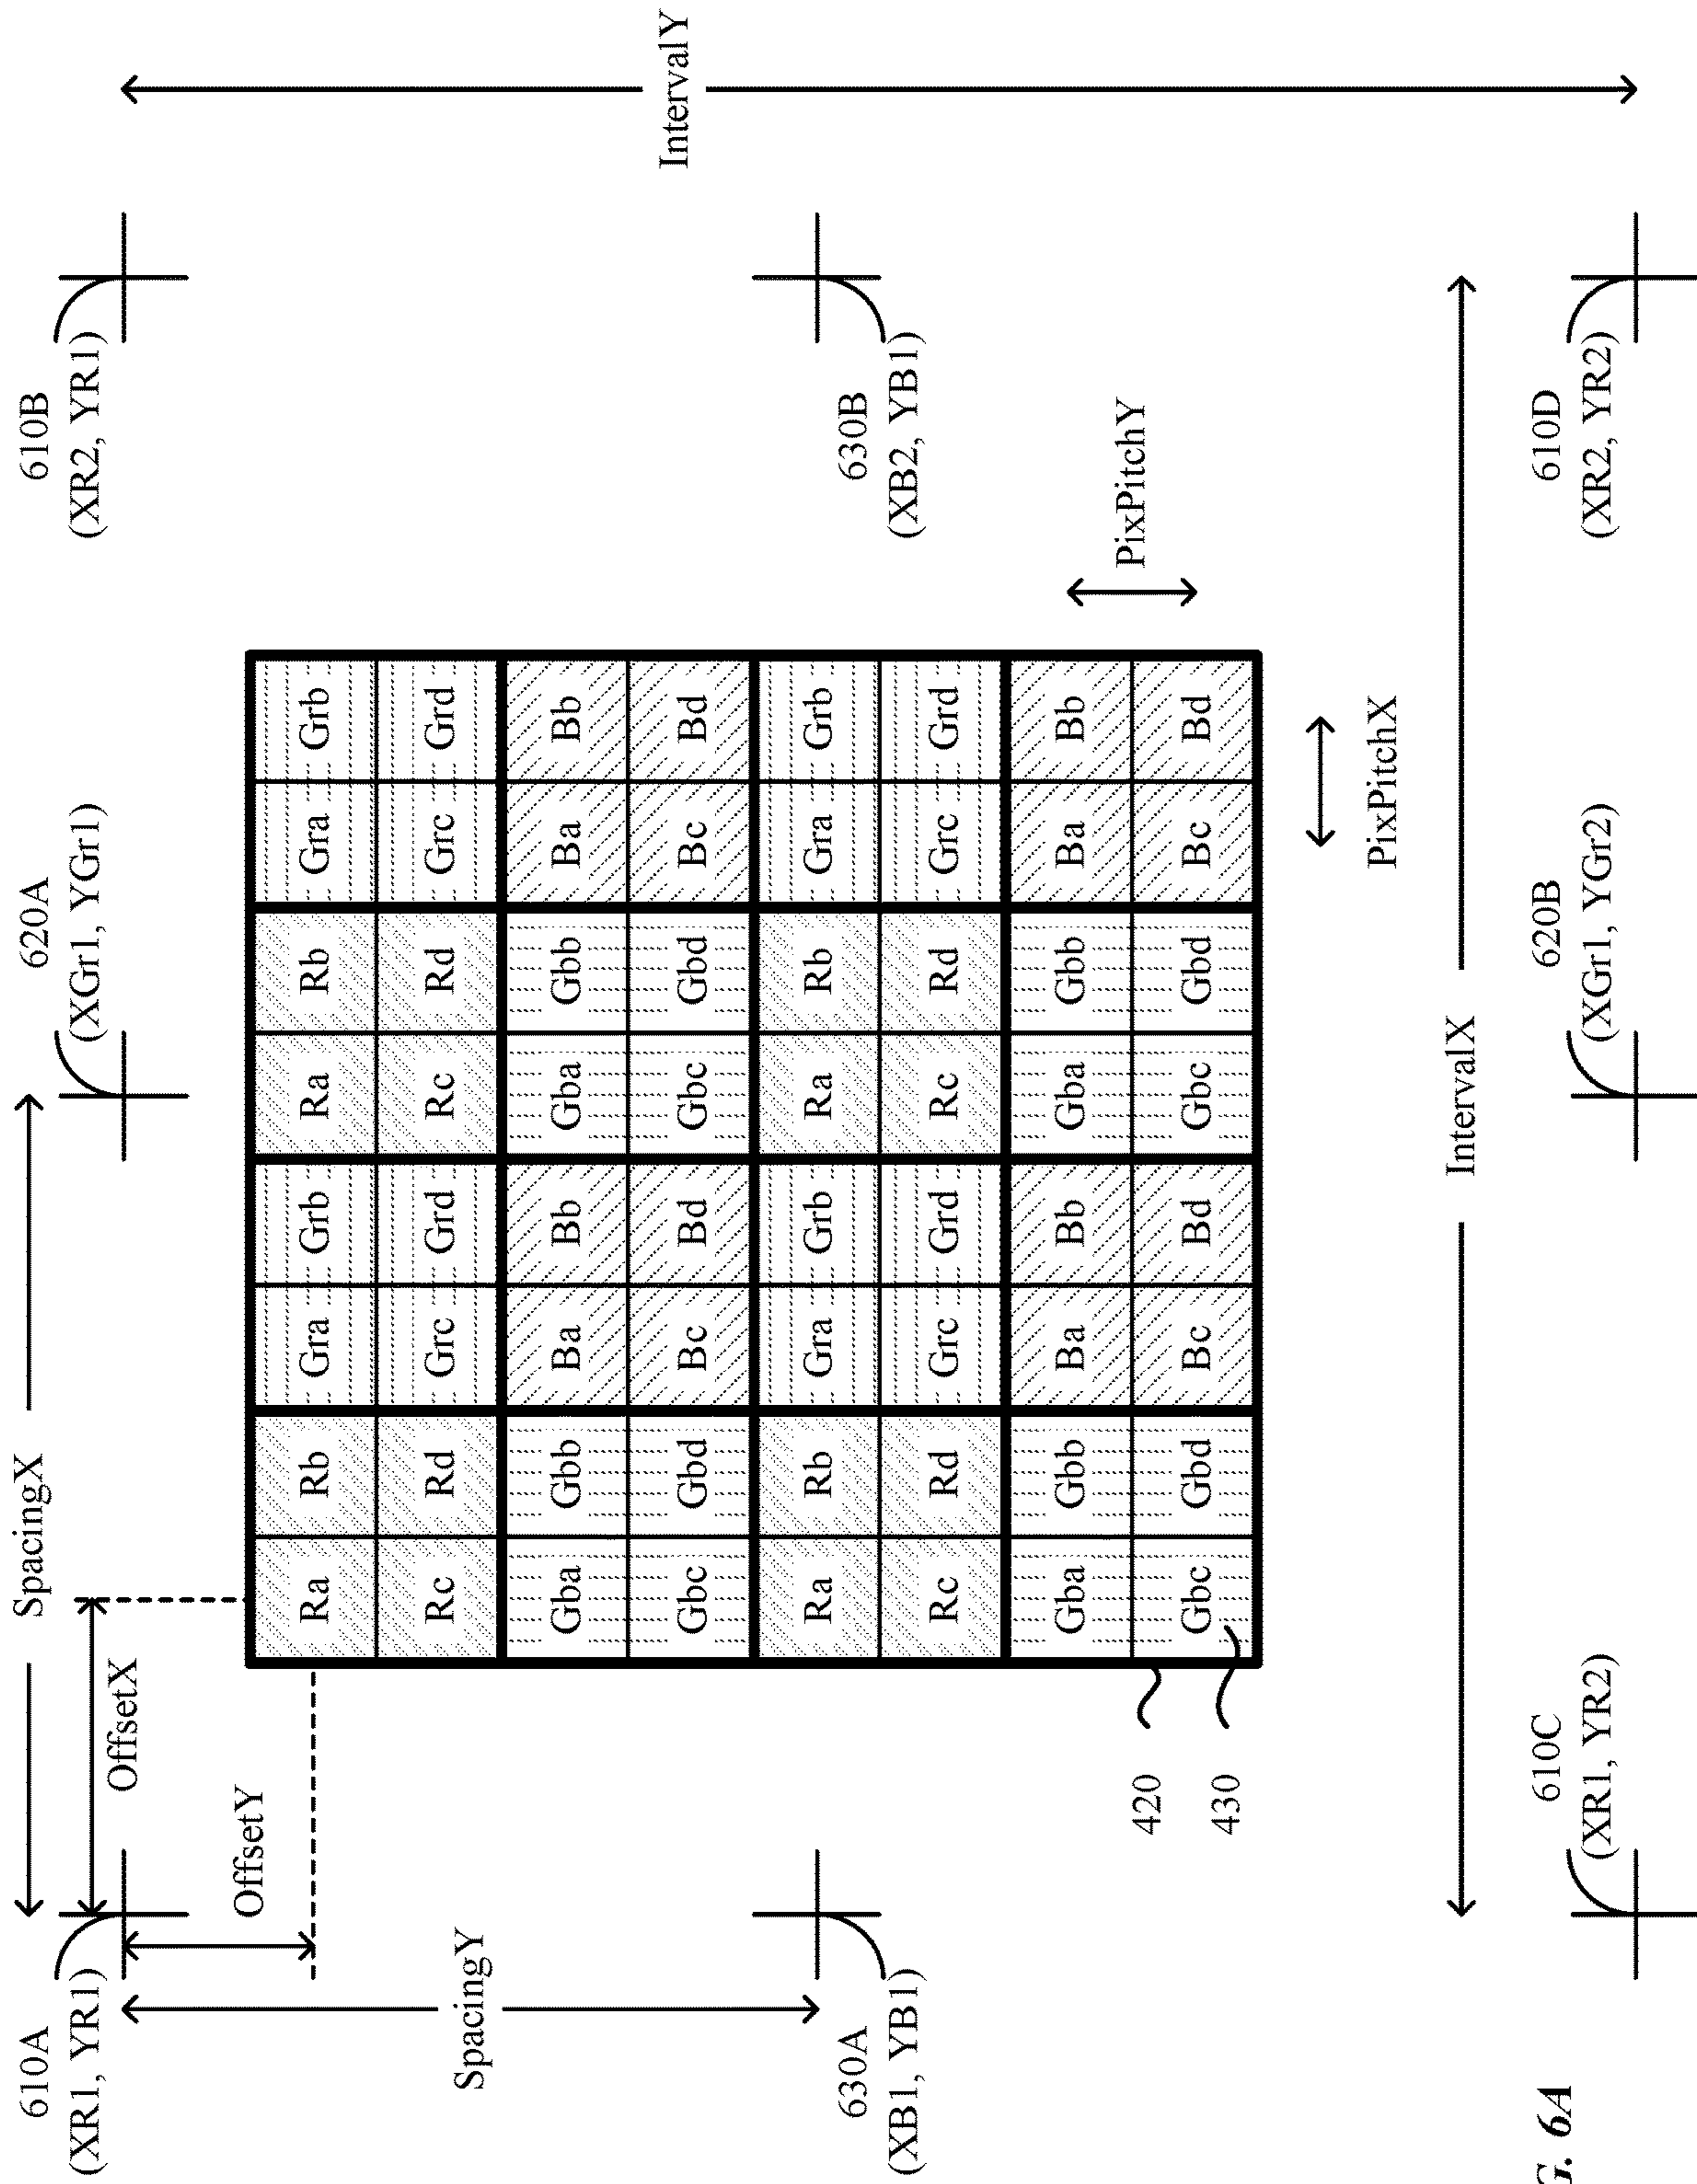 610A
(XR1, YR1)
SpacingX
620A
(XGr1, YGr1)
610B
(XR2, YR1)
OffsetX
OffsetY
Ra Rb Gra Grb Ra Rb Gra Grb
Rc Rd Grc Grd Rc Rd Grc Grd
SpacingY
Gba Gbb Ba Bb Gba Gbb Ba Bb
Gbc Gbd Bc Bd Gbc Gbd Bc Bd
IntervalY
Ra Rb Gra Grb Ra Rb Gra Grb
630A
(XB1, YB1)
630B
(XB2, YB1)
Rc Rd Grc Grd Rc Rd Grc Grd
Gba Gbb Ba Bb Gba Gbb Ba Bb
PixPitchY
420
Gbc Gbd Bc Bd Gbc Gbd Bc Bd
430
PixPitchX
IntervalX
610C
(XR1, YR2)
620B
(XGr1, YGr2)
610D
(XR2, YR2)
G. 6A